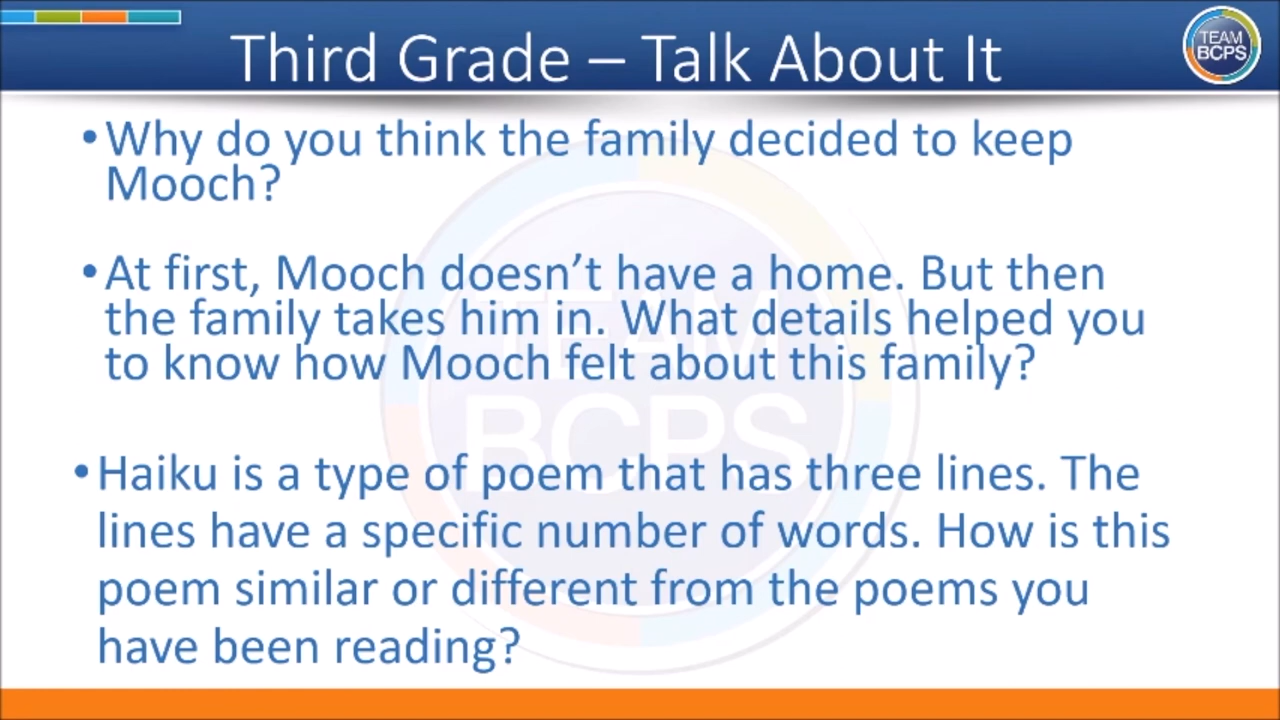 Third Grade – Talk About It
TEAM
BCPS
•Why do you think the family decided to keep
Mooch?
•At first, Mooch doesn’t have a home. But then
the family takes him in. What details helped you
to know how Mooch felt about this family?
•Haiku is a type of poem that has three lines. The
lines have a specific number of words. How is this
poem similar or different from the poems you
have been reading?
TEAM
BCPS